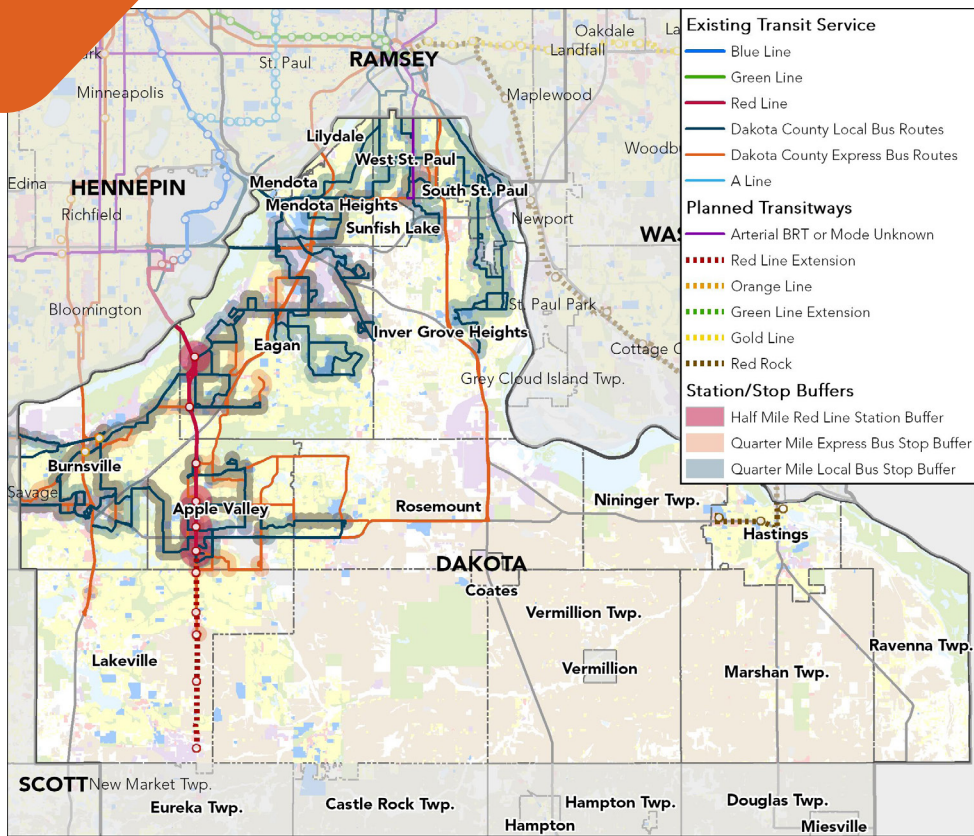 Oakdale
Landfall
St. Paul
RAMSEY
Minneapolis
Maplewood
Lilydale
West St. Paul
Edina
HENNEPIN
Mendota
South St. Paul
Mendota Heights
Richfield
Sunfish Lake
Newport
Bloomington
St. Paul Park
Inver Grove Heights
Eagan
Grey Cloud Island Twp.
Burnsville
Savage
Apple Valley
Rosemount
Nininger Twp.
Hastings
DAKOTA
Coates
Vermillion Twp.
Lakeville
Vermillion
Marshan Twp.
Ravenna Twp.
SCOTT
New Market Twp.
Eureka Twp.
Castle Rock Twp.
Hampton Twp.
Douglas Twp.
Hampton
Miesville
Existing Transit Service
Blue Line
Green Line
Red Line
Dakota County Local Bus Routes
Dakota County Express Bus Routes
A Line
Planned Transitways
Arterial BRT or Mode Unknown
Red Line Extension
Orange Line
Green Line Extension
Gold Line
Red Rock
Station/Stop Buffers
Half Mile Red Line Station Buffer
Quarter Mile Express Bus Stop Buffer
Quarter Mile Local Bus Stop Buffer